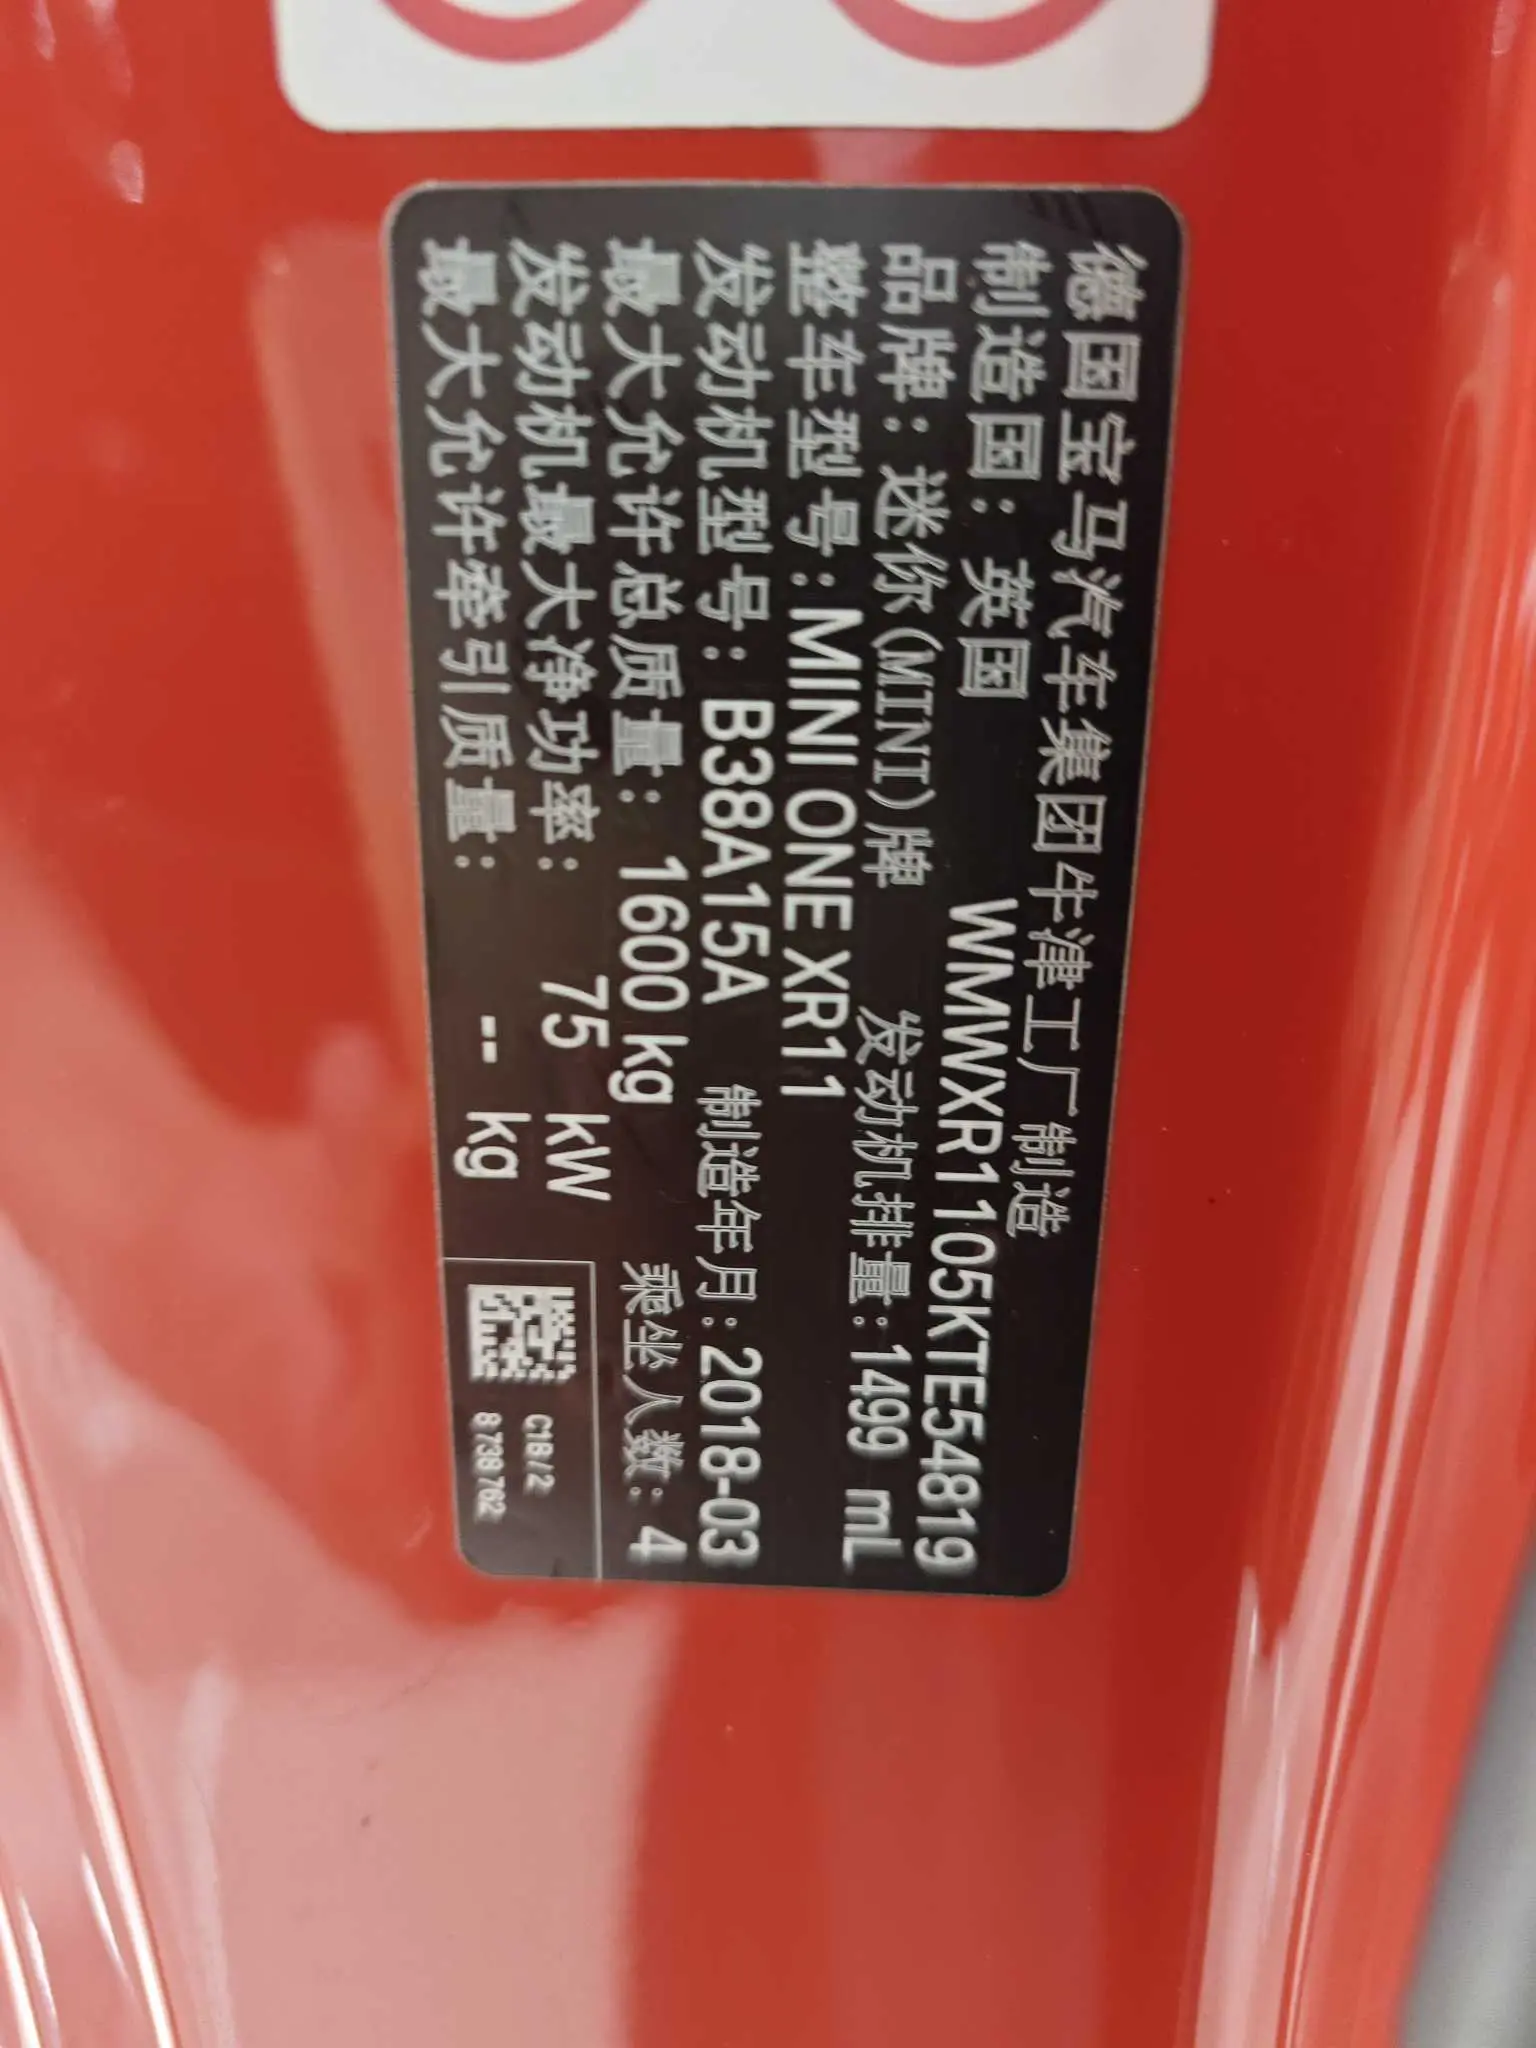 德国宝马汽车集团牛津工厂制造
制造国：英国 WMWXR1105KTE54819
品牌：迷你(MINI)牌 发动机排量：1499 mL
整车型号：MINI ONE XR11
发动机型号：B38A15A 制造年月：2018-03
最大允许总质量：1600 kg 乘坐人数：4
发动机最大净功率：75 kW
最大允许牵引质量：-- kg
C1B/2
8 738 762